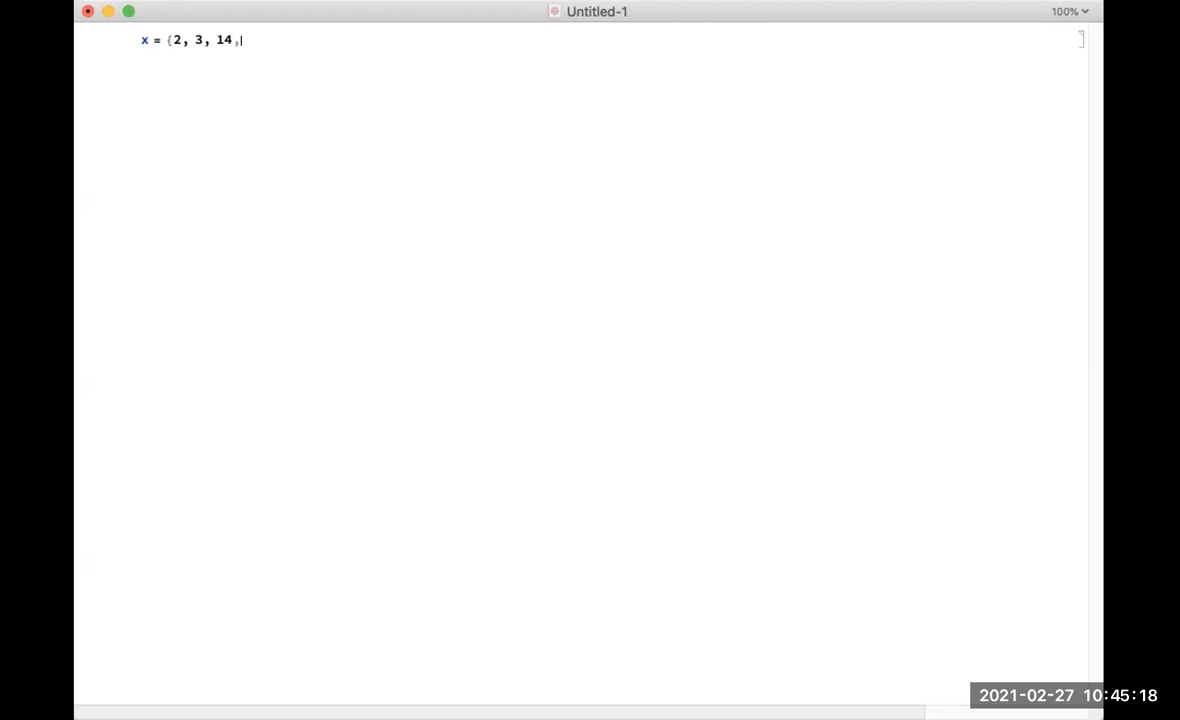 Untitled-1
100%
x = {2, 3, 14,
2021-02-27 10:45:18